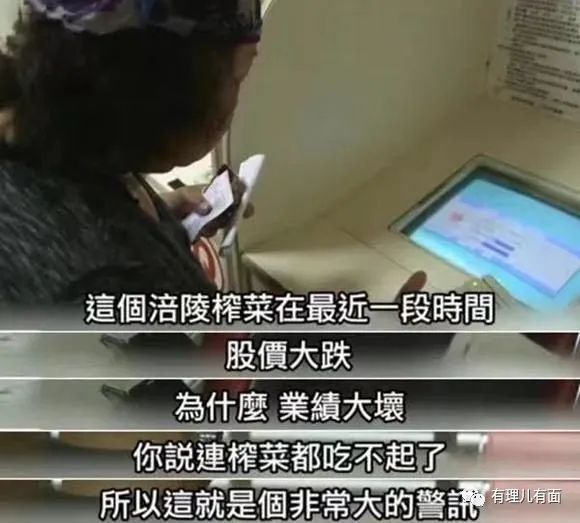 這個涪陵榨菜在最近一段時間
股價大跌
為什麼 業績大壞
你說連榨菜都吃不起了
所以這就是個非常大的警訊
有理儿有面